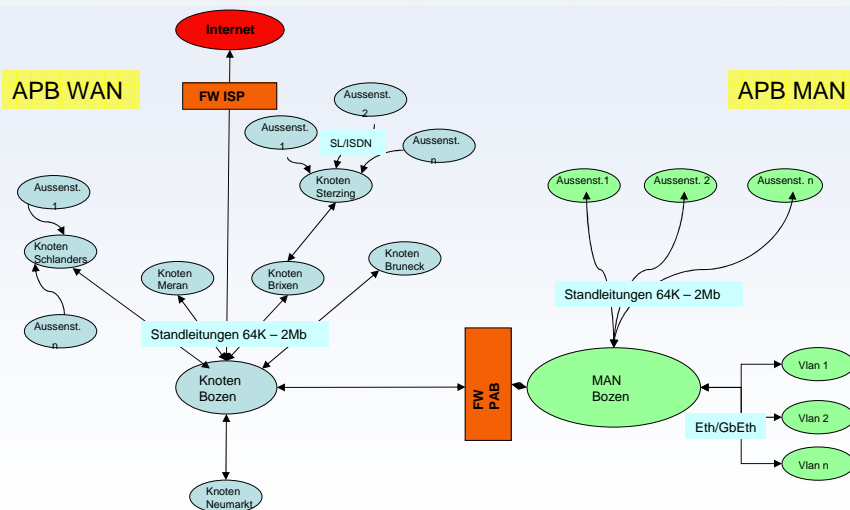 Internet
APB WAN
FW ISP
APB MAN
Aussenst.
2
Aussenst.
1
SL/ISDN
Aussenst.
n
Knoten
Sterzing
Aussenst.
1
Aussenst.1
Aussenst. 2
Aussenst. n
Knoten
Schlanders
Knoten
Meran
Knoten
Brixen
Knoten
Bruneck
Standleitungen 64K – 2Mb
Aussenst.
n
Standleitungen 64K – 2Mb
Knoten
Bozen
FW
PAB
MAN
Bozen
Vlan 1
Eth/GbEth
Vlan 2
Vlan n
Knoten
Neumarkt